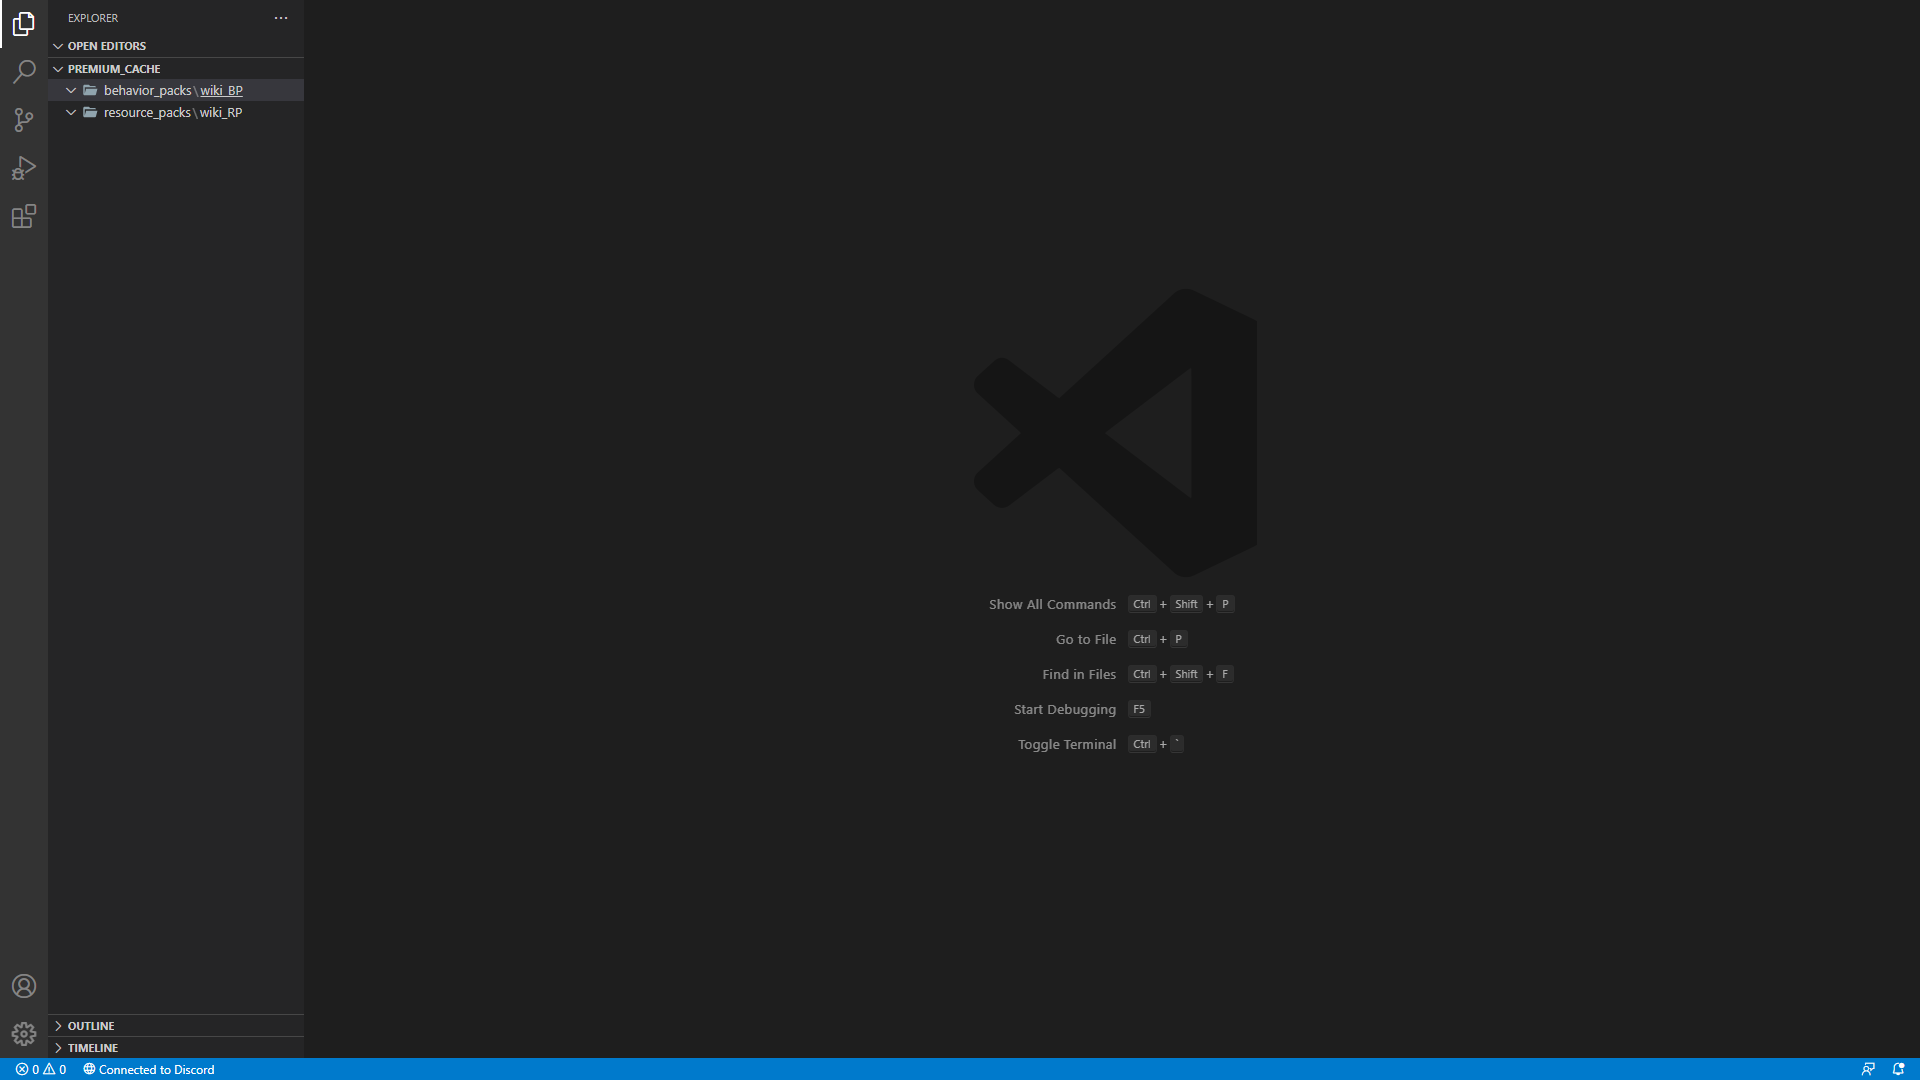 EXPLORER
OPEN EDITORS
PREMIUM_CACHE
behavior_packs\wiki_BP
resource_packs\wiki_RP
Show All Commands Ctrl + Shift + P
Go to File Ctrl + P
Find in Files Ctrl + Shift + F
Start Debugging F5
Toggle Terminal Ctrl + `
OUTLINE
TIMELINE
0 0 Connected to Discord